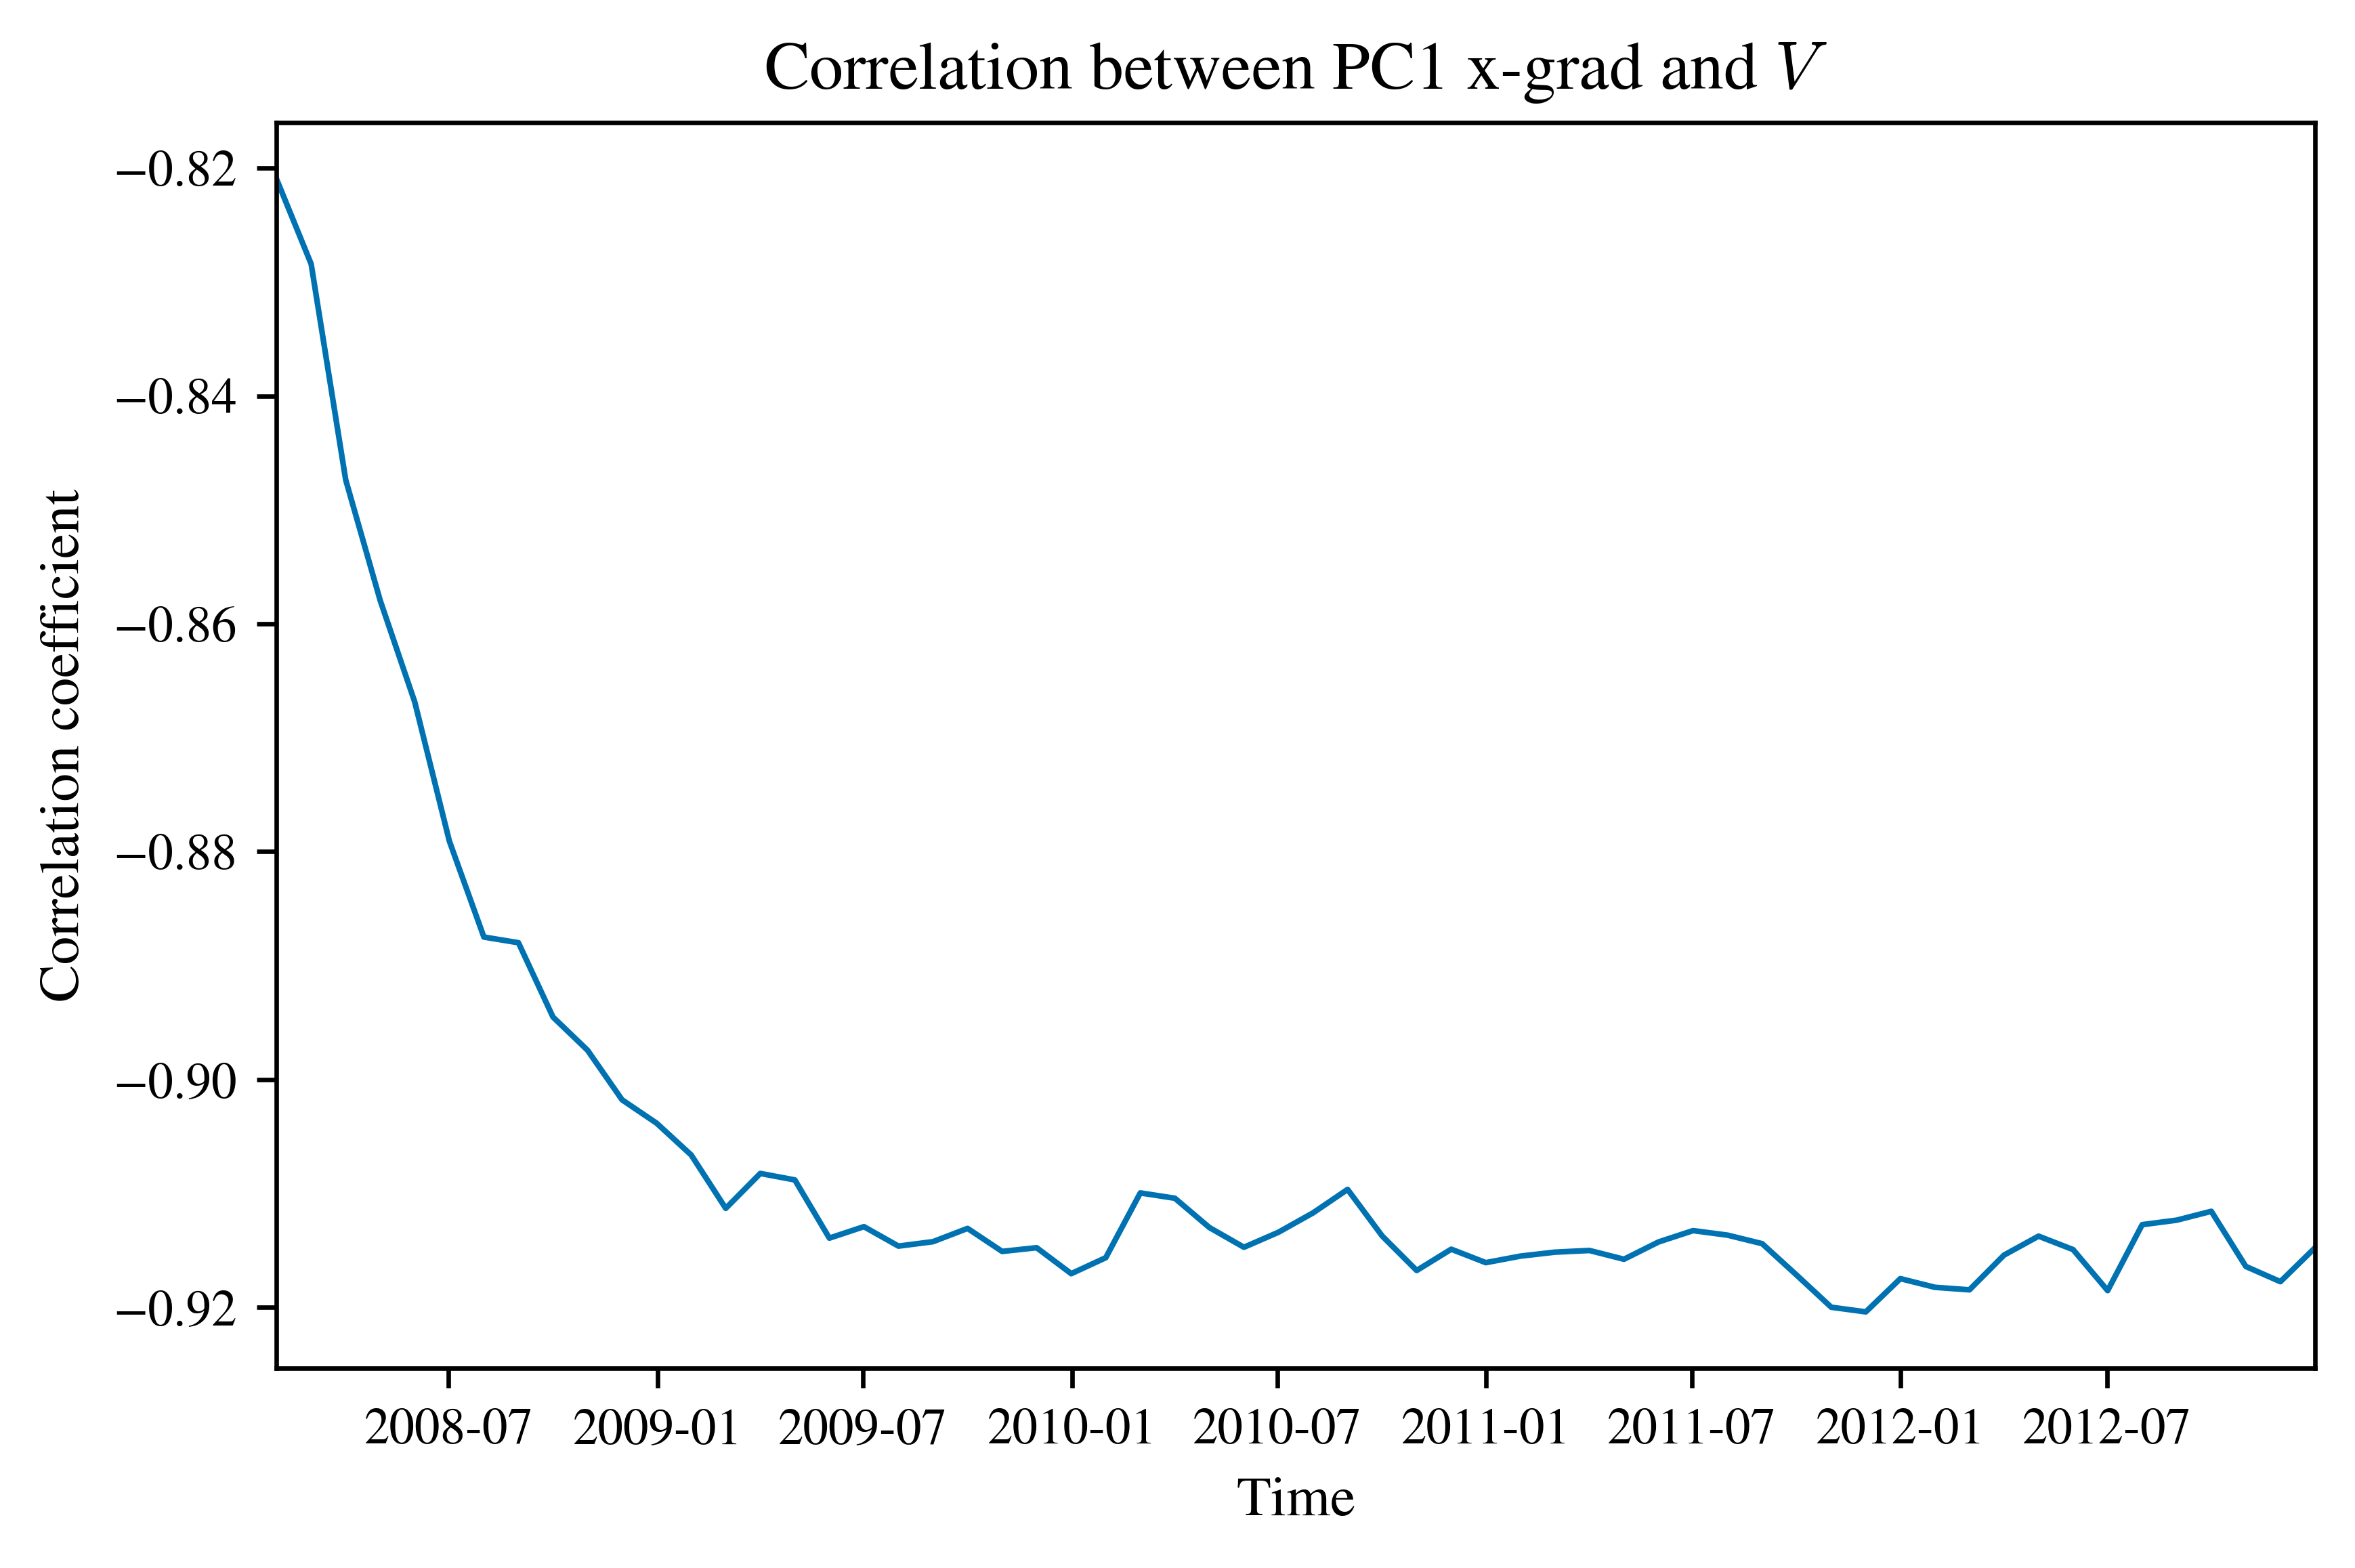 Correlation between PC1 x-grad and V
−0.82
−0.84
−0.86
−0.88
−0.90
−0.92
Correlation coefficient
2008-07 2009-01 2009-07 2010-01 2010-07 2011-01 2011-07 2012-01 2012-07
Time